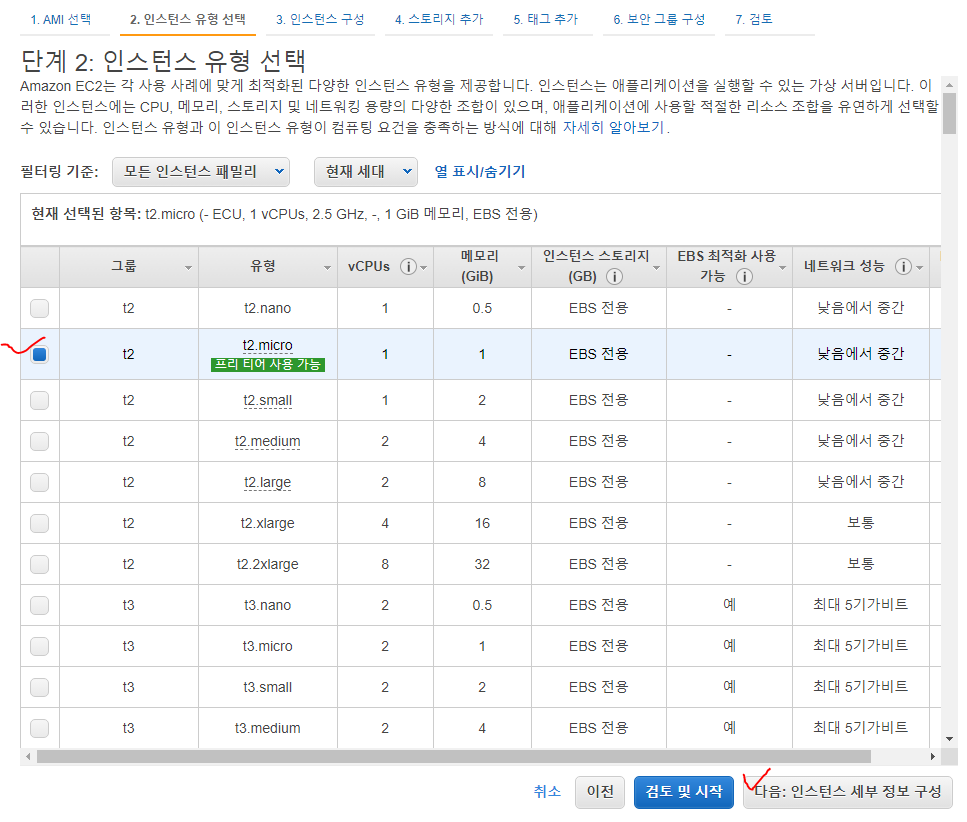 1. AMI 선택 2. 인스턴스 유형 선택 3. 인스턴스 구성 4. 스토리지 추가 5. 태그 추가 6. 보안 그룹 구성 7. 검토
단계 2: 인스턴스 유형 선택
Amazon EC2는 각 사용 사례에 맞게 최적화된 다양한 인스턴스 유형을 제공합니다. 인스턴스는 애플리케이션을 실행할 수 있는 가상 서버입니다. 이
러한 인스턴스에는 CPU, 메모리, 스토리지 및 네트워킹 용량의 다양한 조합이 있으며, 애플리케이션에 사용할 적절한 리소스 조합을 유연하게 선택할
수 있습니다. 인스턴스 유형과 이 인스턴스 유형이 컴퓨팅 요건을 충족하는 방식에 대해 자세히 알아보기.
필터링 기준: 모든 인스턴스 패밀리 현재 세대 열 표시/숨기기
현재 선택된 항목: t2.micro (- ECU, 1 vCPUs, 2.5 GHz, -, 1 GiB 메모리, EBS 전용)
그룹 유형 vCPUs i 메모리 (GiB) 인스턴스 스토리지 (GB) i EBS 최적화 사용 가능 i 네트워크 성능 i
t2 t2.nano 1 0.5 EBS 전용 - 낮음에서 중간
t2 t2.micro 프리 티어 사용 가능 1 1 EBS 전용 - 낮음에서 중간
t2 t2.small 1 2 EBS 전용 - 낮음에서 중간
t2 t2.medium 2 4 EBS 전용 - 낮음에서 중간
t2 t2.large 2 8 EBS 전용 - 낮음에서 중간
t2 t2.xlarge 4 16 EBS 전용 - 보통
t2 t2.2xlarge 8 32 EBS 전용 - 보통
t3 t3.nano 2 0.5 EBS 전용 예 최대 5기가비트
t3 t3.micro 2 1 EBS 전용 예 최대 5기가비트
t3 t3.small 2 2 EBS 전용 예 최대 5기가비트
t3 t3.medium 2 4 EBS 전용 예 최대 5기가비트
취소 이전 검토 및 시작 다음: 인스턴스 세부 정보 구성